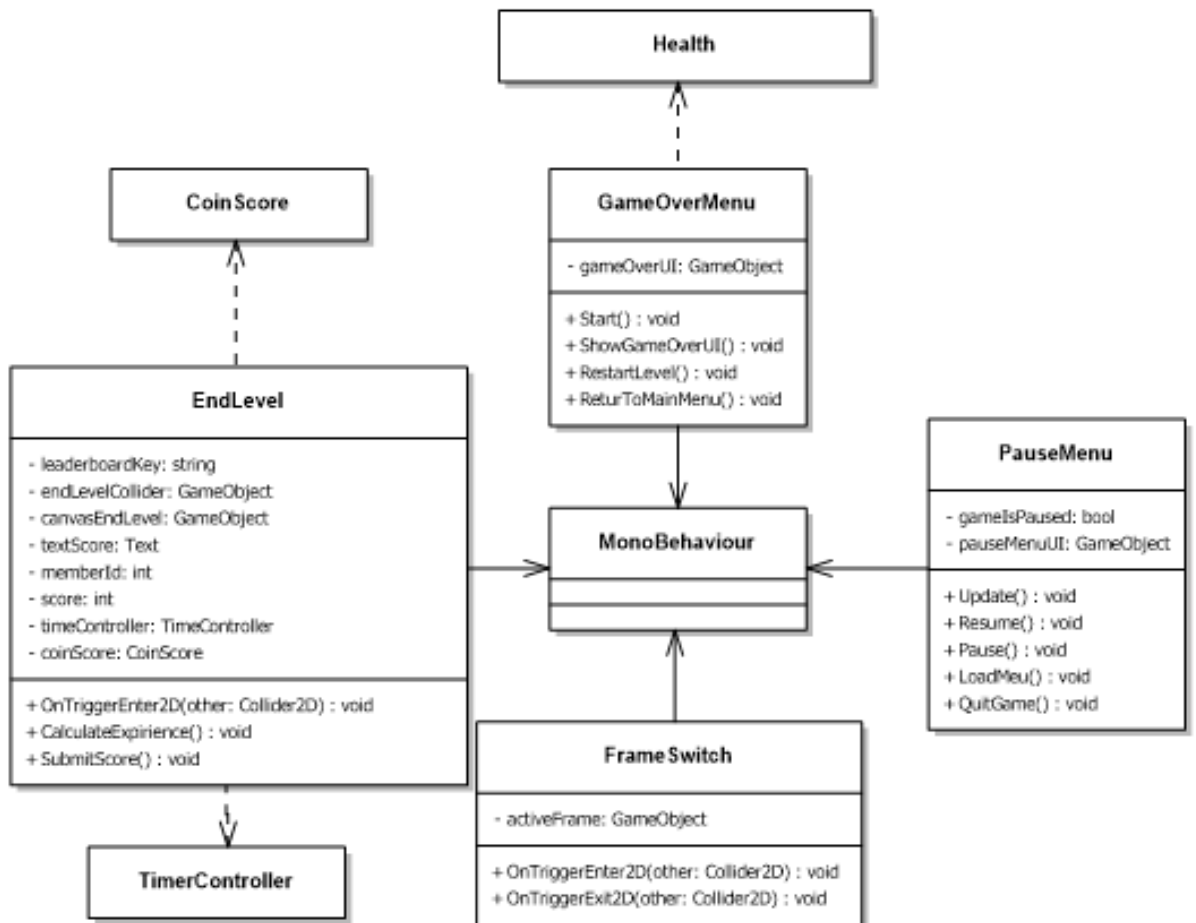 Health
CoinScore
GameOverMenu
- gameOverUI: GameObject
+ Start() : void
+ ShowGameOverUI() : void
+ RestartLevel() : void
+ ReturToMainMenu() : void
EndLevel
- leaderboardKey: string
- endLevelCollider: GameObject
- canvasEndLevel: GameObject
- textScore: Text
- memberId: int
- score: int
- timeController: TimeController
- coinScore: CoinScore
+ OnTriggerEnter2D(other: Collider2D) : void
+ CalculateExpirience() : void
+ SubmitScore() : void
MonoBehaviour
PauseMenu
- gameIsPaused: bool
- pauseMenuUI: GameObject
+ Update() : void
+ Resume() : void
+ Pause() : void
+ LoadMeu() : void
+ QuitGame() : void
FrameSwitch
- activeFrame: GameObject
+ OnTriggerEnter2D(other: Collider2D) : void
+ OnTriggerExit2D(other: Collider2D) : void
TimerController